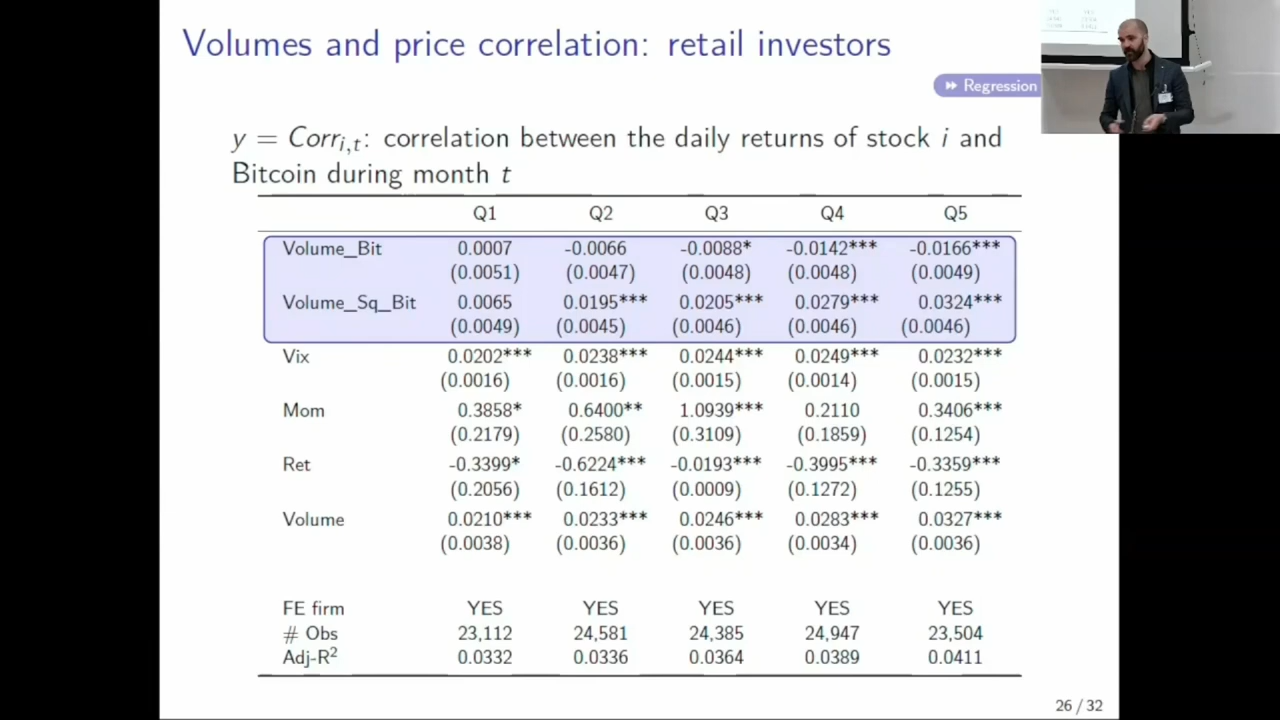 Volumes and price correlation: retail investors
Regression
y = Corr_{i,t}: correlation between the daily returns of stock i and
Bitcoin during month t
Q1 Q2 Q3 Q4 Q5
Volume_Bit 0.0007 -0.0066 -0.0088* -0.0142*** -0.0166***
(0.0051) (0.0047) (0.0048) (0.0048) (0.0049)
Volume_Sq_Bit 0.0065 0.0195*** 0.0205*** 0.0279*** 0.0324***
(0.0049) (0.0045) (0.0046) (0.0046) (0.0046)
Vix 0.0202*** 0.0238*** 0.0244*** 0.0249*** 0.0232***
(0.0016) (0.0016) (0.0015) (0.0014) (0.0015)
Mom 0.3858* 0.6400** 1.0939*** 0.2110 0.3406***
(0.2179) (0.2580) (0.3109) (0.1859) (0.1254)
Ret -0.3399* -0.6224*** -0.0193*** -0.3995*** -0.3359***
(0.2056) (0.1612) (0.0009) (0.1272) (0.1255)
Volume 0.0210*** 0.0233*** 0.0246*** 0.0283*** 0.0327***
(0.0038) (0.0036) (0.0036) (0.0034) (0.0036)
FE firm YES YES YES YES YES
# Obs 23,112 24,581 24,385 24,947 23,504
Adj-R² 0.0332 0.0336 0.0364 0.0389 0.0411
26 / 32